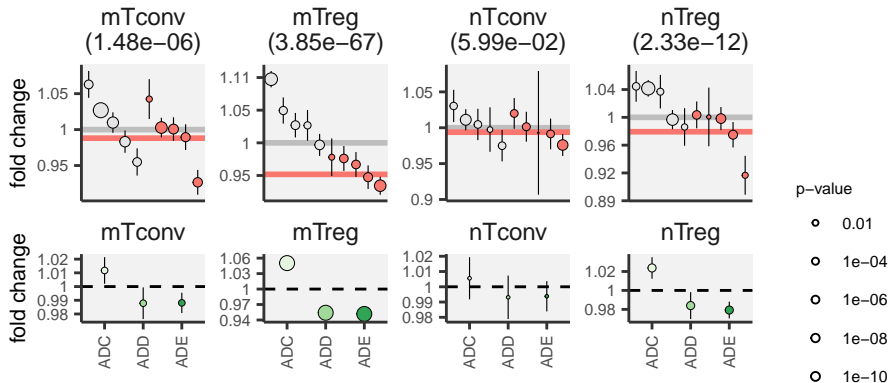 mTconv
(1.48e−06)
mTreg
(3.85e−67)
nTconv
(5.99e−02)
nTreg
(2.33e−12)
fold change
1.05
1
0.95
1.11
1.05
1
0.95
1.05
1
0.95
0.9
1.04
1
0.96
0.92
0.89
p−value
0.01
1e−04
1e−06
1e−08
1e−10
mTconv
mTreg
nTconv
nTreg
fold change
1.02
1.01
1
0.99
0.98
1.06
1.03
1
0.97
0.94
1.02
1.01
1
0.99
0.98
1.02
1
0.98
ADC
ADD
ADE
ADC
ADD
ADE
ADC
ADD
ADE
ADC
ADD
ADE